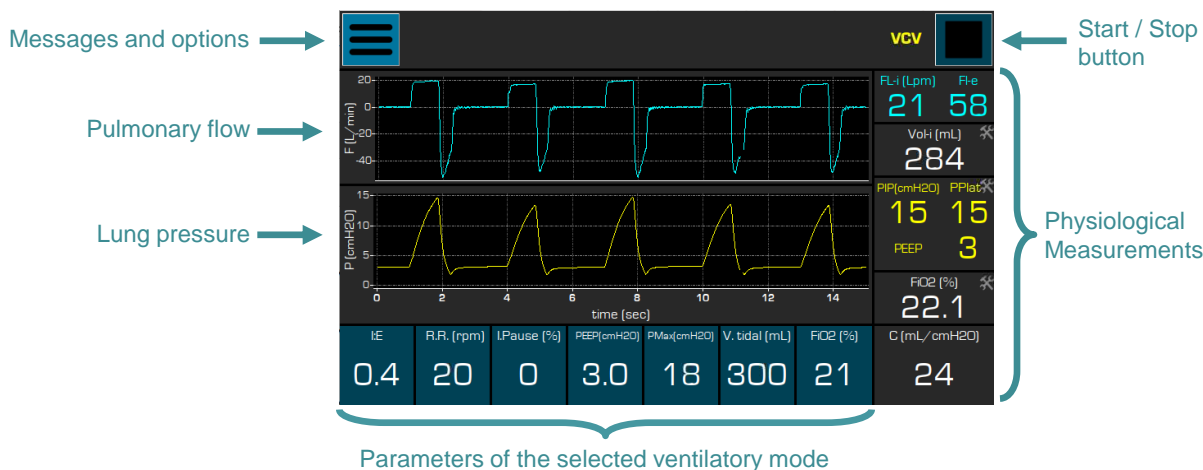 Messages and options
VCV
Start / Stop
button
Pulmonary flow
F (L/min)
20
0
-20
-40
FL-i (Lpm) Fl-e
21 58
Vol-i (mL)
284
Lung pressure
P (cmH2O)
15
10
5
0
0 2 4 6 8 10 12 14
time (sec)
PIP(cmH2O) PPlat
15 15
PEEP 3
FiO2 (%)
22.1
Physiological
Measurements
I:E R.R. (rpm) I.Pause (%) PEEP(cmH2O) PMax(cmH2O) V. tidal (mL) FiO2 (%) C (mL/cmH2O)
0.4 20 0 3.0 18 300 21 24
Parameters of the selected ventilatory mode